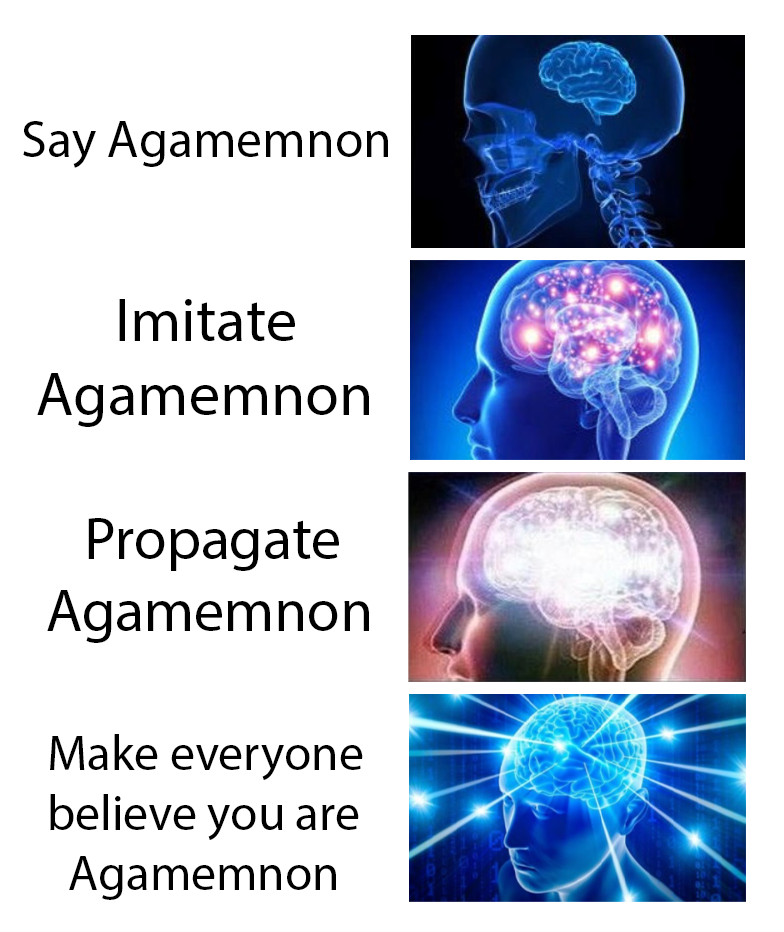 Say Agamemnon
Imitate
Agamemnon
Propagate
Agamemnon
Make everyone
believe you are
Agamemnon